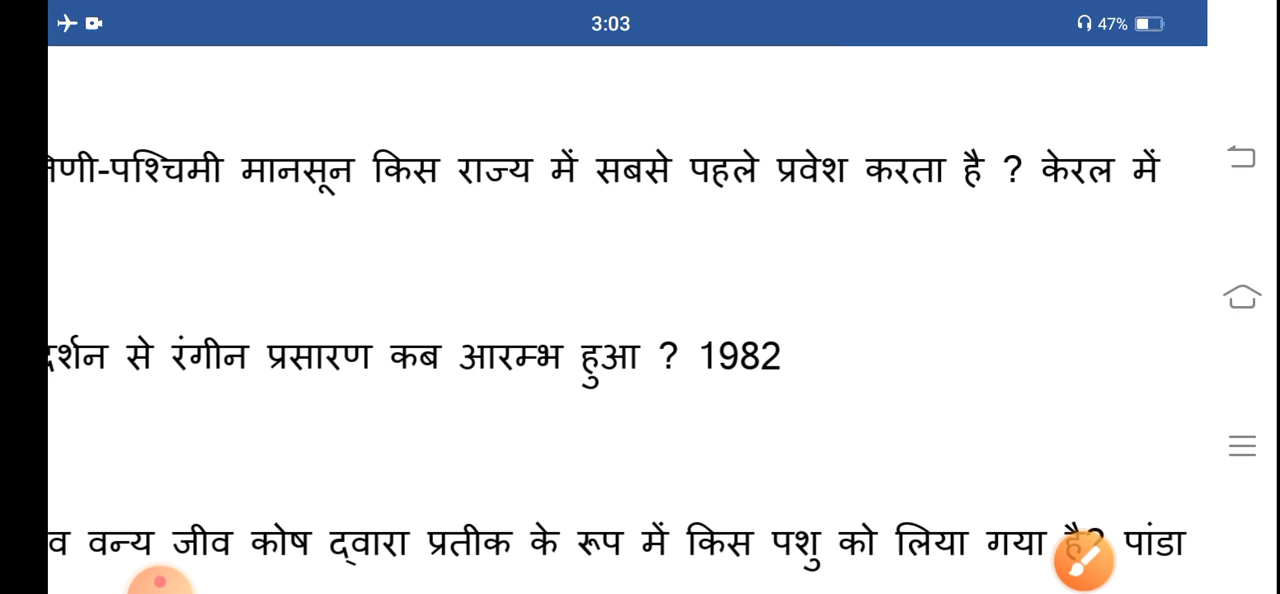 3:03 47%
णी-पश्चिमी मानसून किस राज्य में सबसे पहले प्रवेश करता है ? केरल में
दर्शन से रंगीन प्रसारण कब आरम्भ हुआ ? 1982
व वन्य जीव कोष द्वारा प्रतीक के रूप में किस पशु को लिया गया है? पांडा